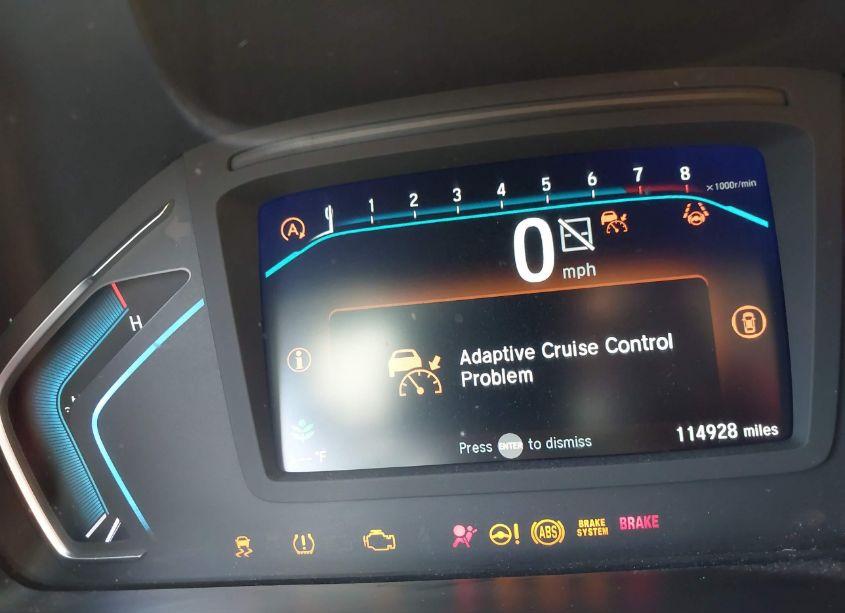 1 2 3 4 5 6 7 8 ×1000r/min
A
0
mph
H
Adaptive Cruise Control
Problem
i
Press ENTER to dismiss
114928 miles
°F
! ! ABS BRAKE
SYSTEM BRAKE